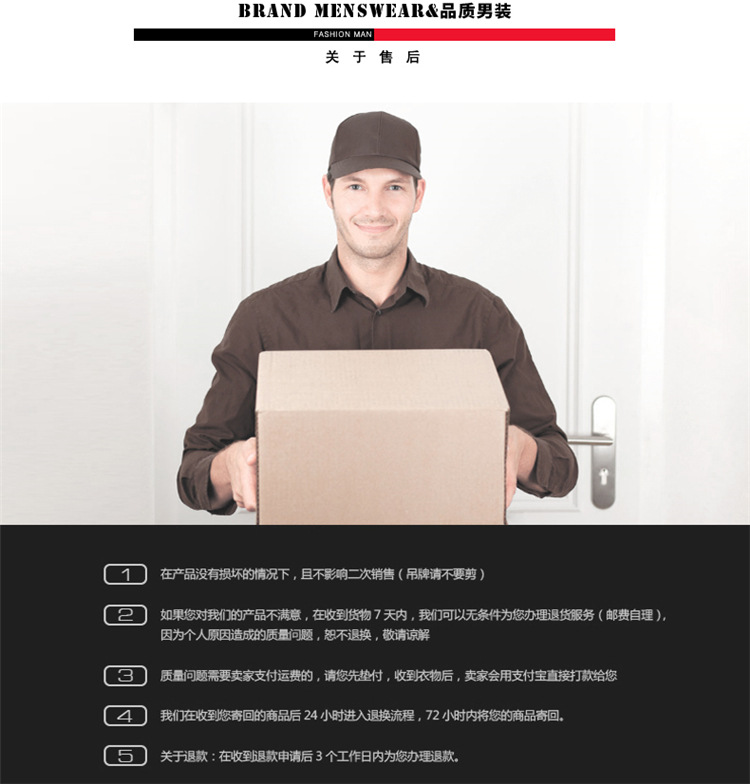 BRAND MENSWEAR&品质男装
FASHION MAN
关于售后
1 在产品没有损坏的情况下，且不影响二次销售（吊牌请不要剪）
2 如果您对我们的产品不满意，在收到货物7天内，我们可以无条件为您办理退货服务（邮费自理），
因为个人原因造成的质量问题，恕不退换，敬请谅解
3 质量问题需要卖家支付运费的，请您先垫付，收到衣物后，卖家会用支付宝直接打款给您
4 我们在收到您寄回的商品后24小时进入退换流程，72小时内将您的商品寄回。
5 关于退款：在收到退款申请后3个工作日内为您办理退款。